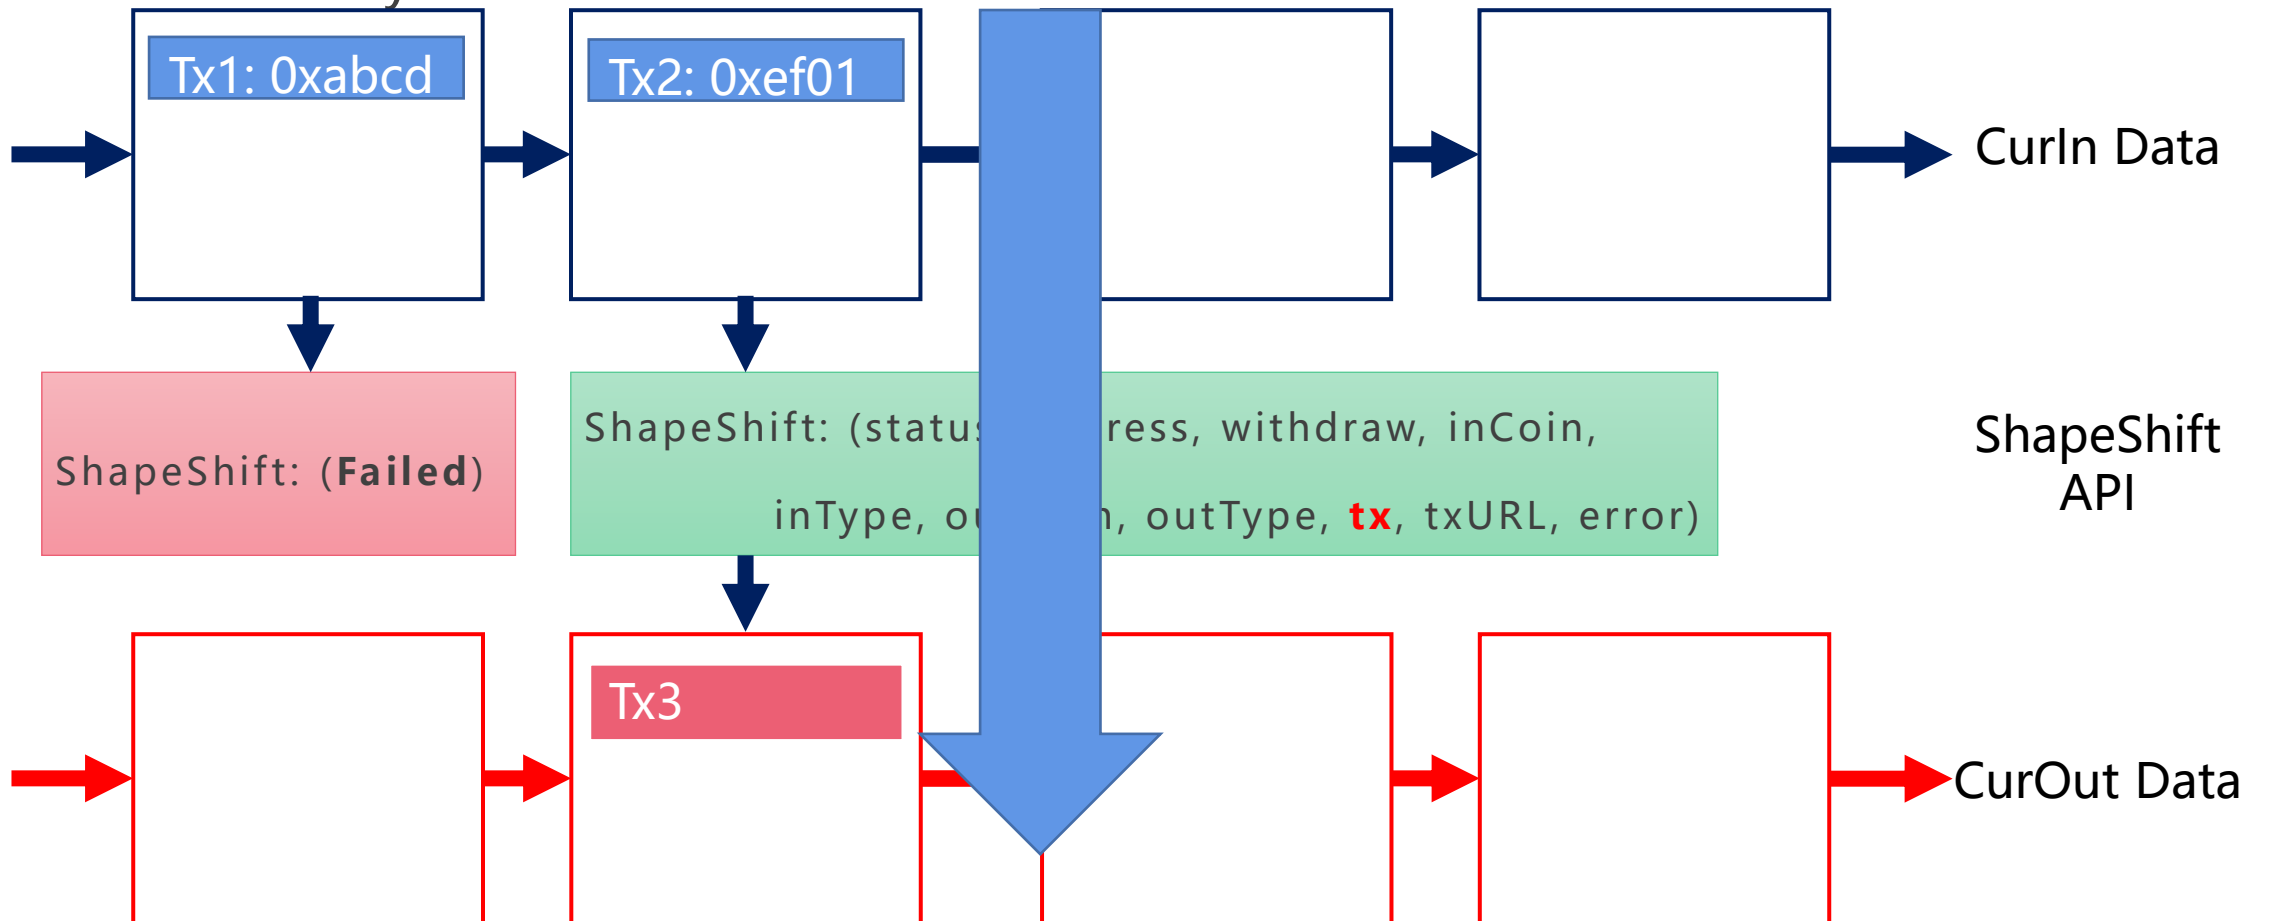 Tx1: 0xabcd
Tx2: 0xef01
CurIn Data
ShapeShift: (Failed)
ShapeShift: (status ress, withdraw, inCoin,
inType, ou n, outType, tx, txURL, error)
ShapeShift
API
Tx3
CurOut Data